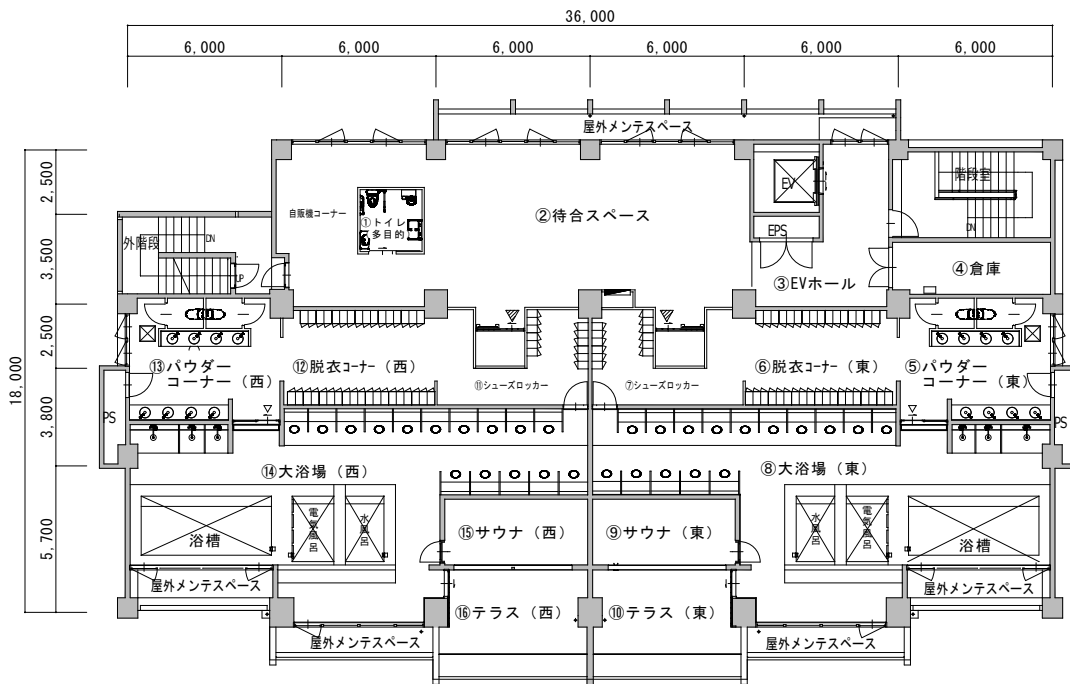 36,000
6,000
6,000
6,000
6,000
6,000
6,000
18,000
2,500
3,500
2,500
3,800
5,700
屋外メンテスペース
EV
階段室
DN
自販機コーナー
①トイレ
多目的
②待合スペース
EPS
外階段
DN
UP
③EVホール
④倉庫
⑬パウダー
コーナー(西)
⑫脱衣コーナー(西)
⑪シューズロッカー
⑦シューズロッカー
⑥脱衣コーナー(東)
⑤パウダー
コーナー(東)
PS
PS
⑭大浴場(西)
⑧大浴場(東)
浴槽
電気風呂
水風呂
⑮サウナ(西)
⑨サウナ(東)
水風呂
電気風呂
浴槽
屋外メンテスペース
屋外メンテスペース
⑯テラス(西)
⑩テラス(東)
屋外メンテスペース
屋外メンテスペース